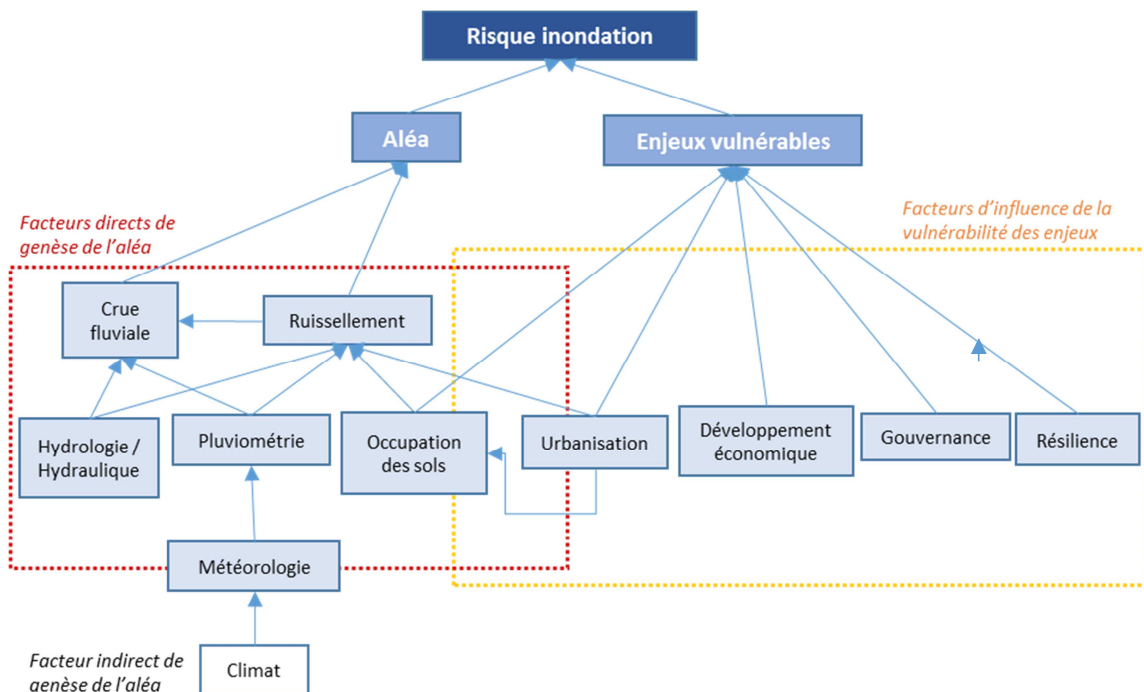 Risque inondation
Aléa
Enjeux vulnérables
Facteurs directs de
genèse de l'aléa
Facteurs d'influence de la
vulnérabilité des enjeux
Crue
fluviale
Ruissellement
Hydrologie /
Hydraulique
Pluviométrie
Occupation
des sols
Urbanisation
Développement
économique
Gouvernance
Résilience
Météorologie
Facteur indirect de
genèse de l'aléa
Climat